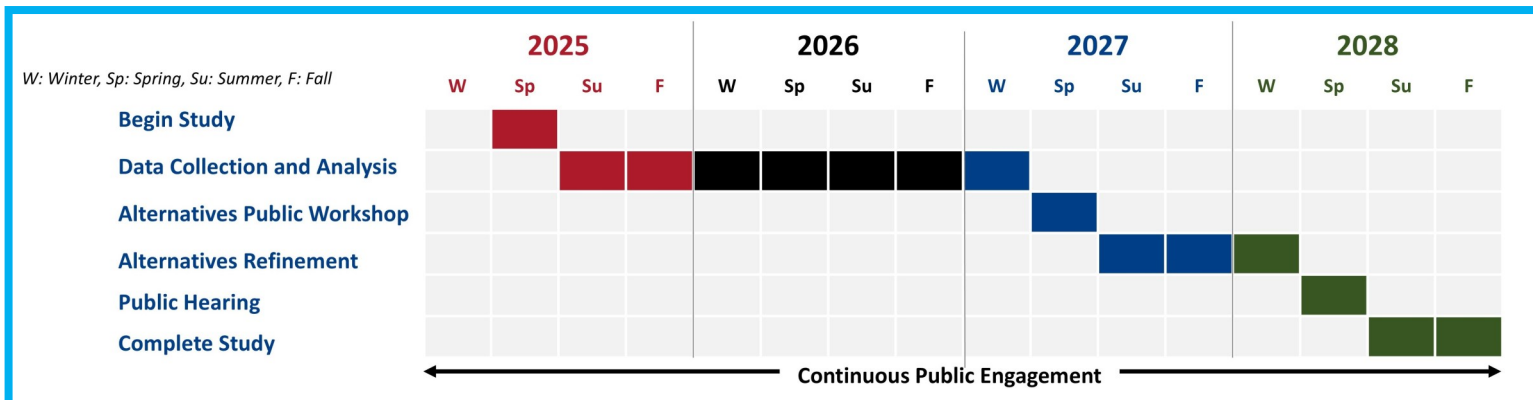 2025 2026 2027 2028
W: Winter, Sp: Spring, Su: Summer, F: Fall
W Sp Su F W Sp Su F W Sp Su F W Sp Su F
Begin Study
Data Collection and Analysis
Alternatives Public Workshop
Alternatives Refinement
Public Hearing
Complete Study
Continuous Public Engagement